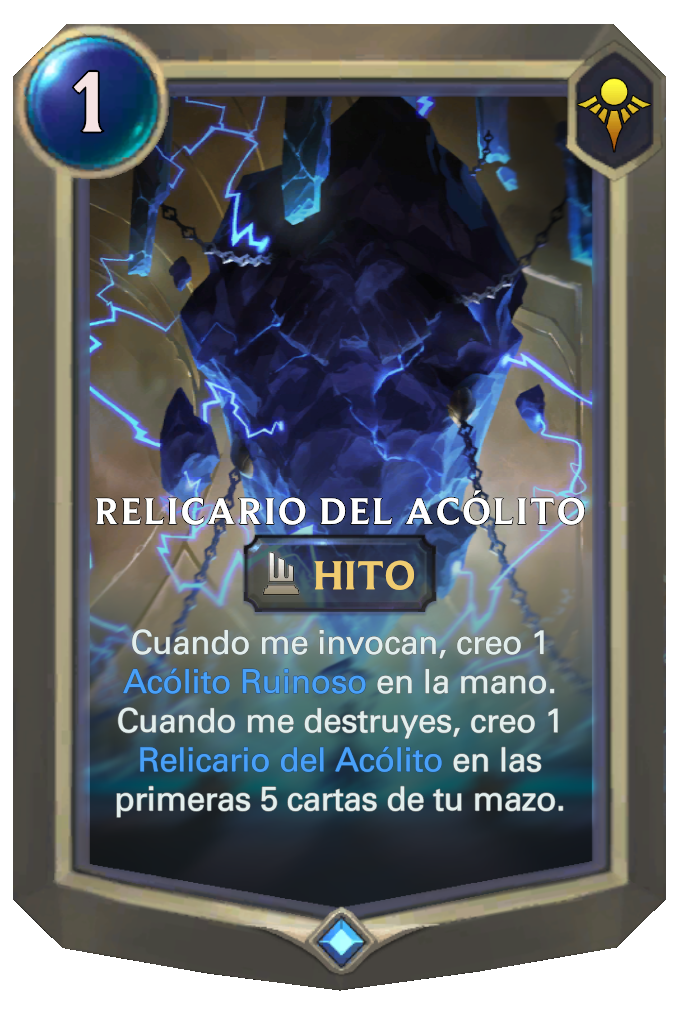 1
RELICARIO DEL ACÓLITO
HITO
Cuando me invocan, creo 1
Acólito Ruinoso en la mano.
Cuando me destruyes, creo 1
Relicario del Acólito en las
primeras 5 cartas de tu mazo.